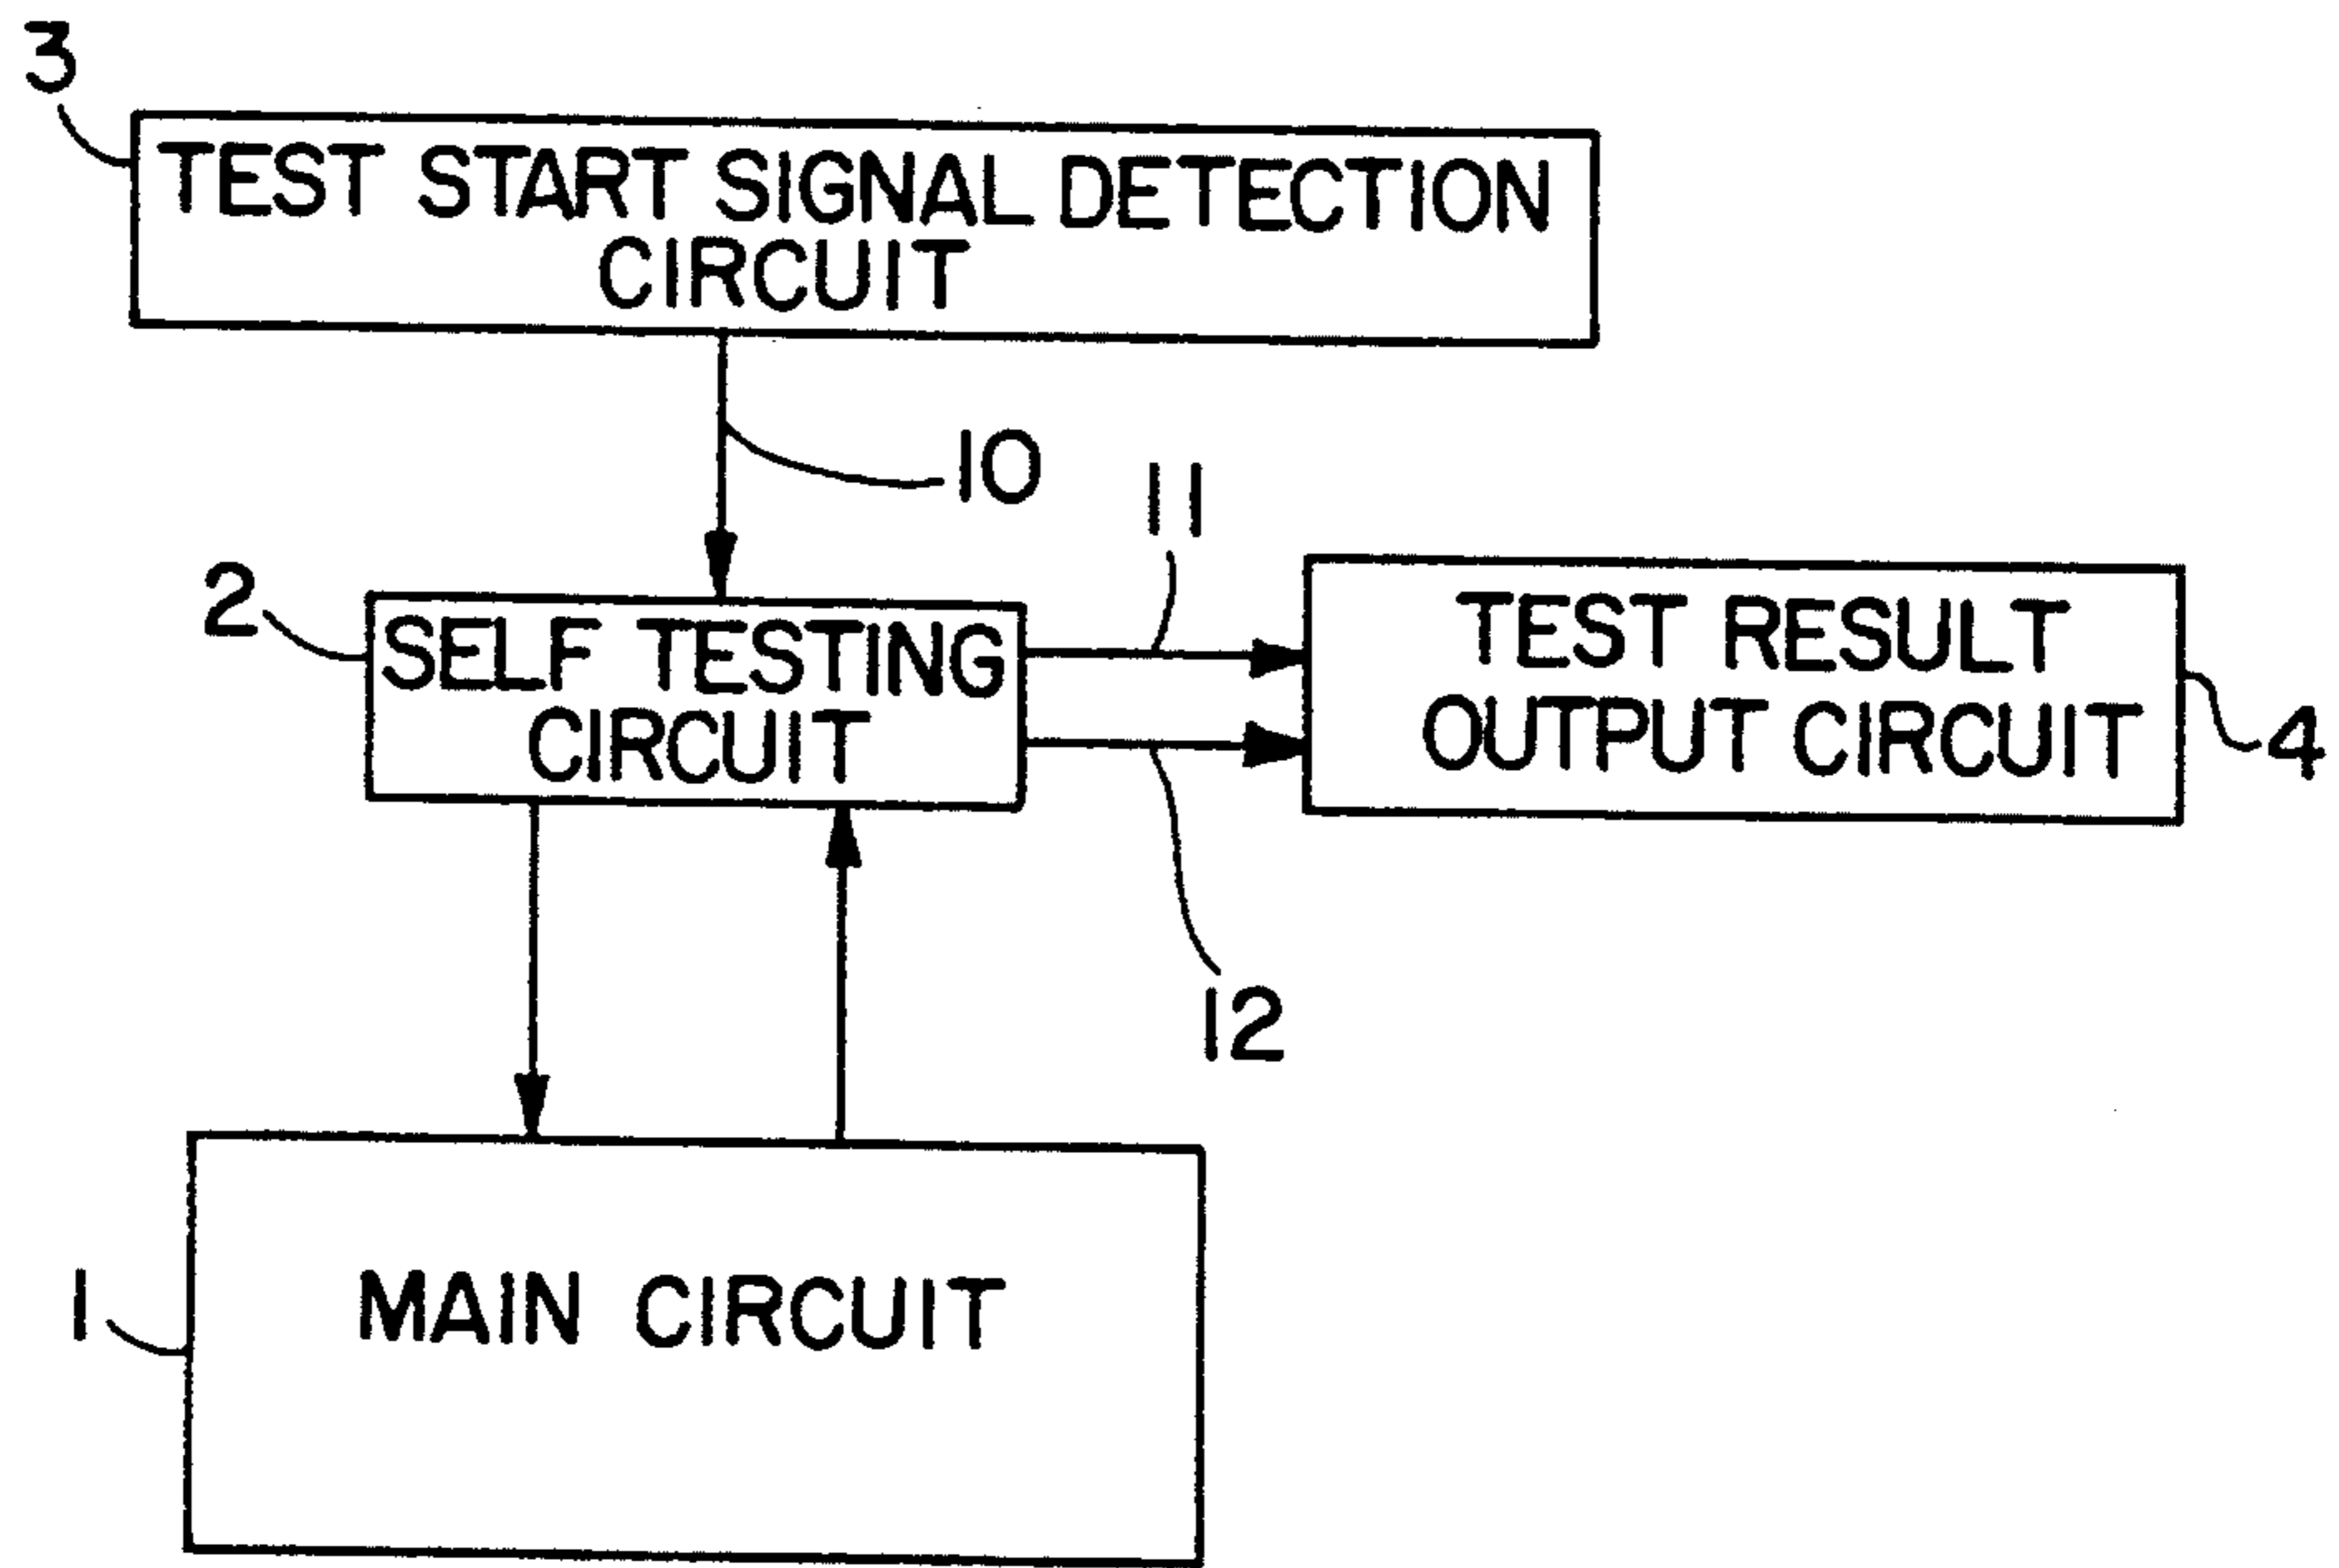 3
TEST START SIGNAL DETECTION
CIRCUIT
10
11
2
SELF TESTING
CIRCUIT
TEST RESULT
OUTPUT CIRCUIT
4
12
1
MAIN CIRCUIT